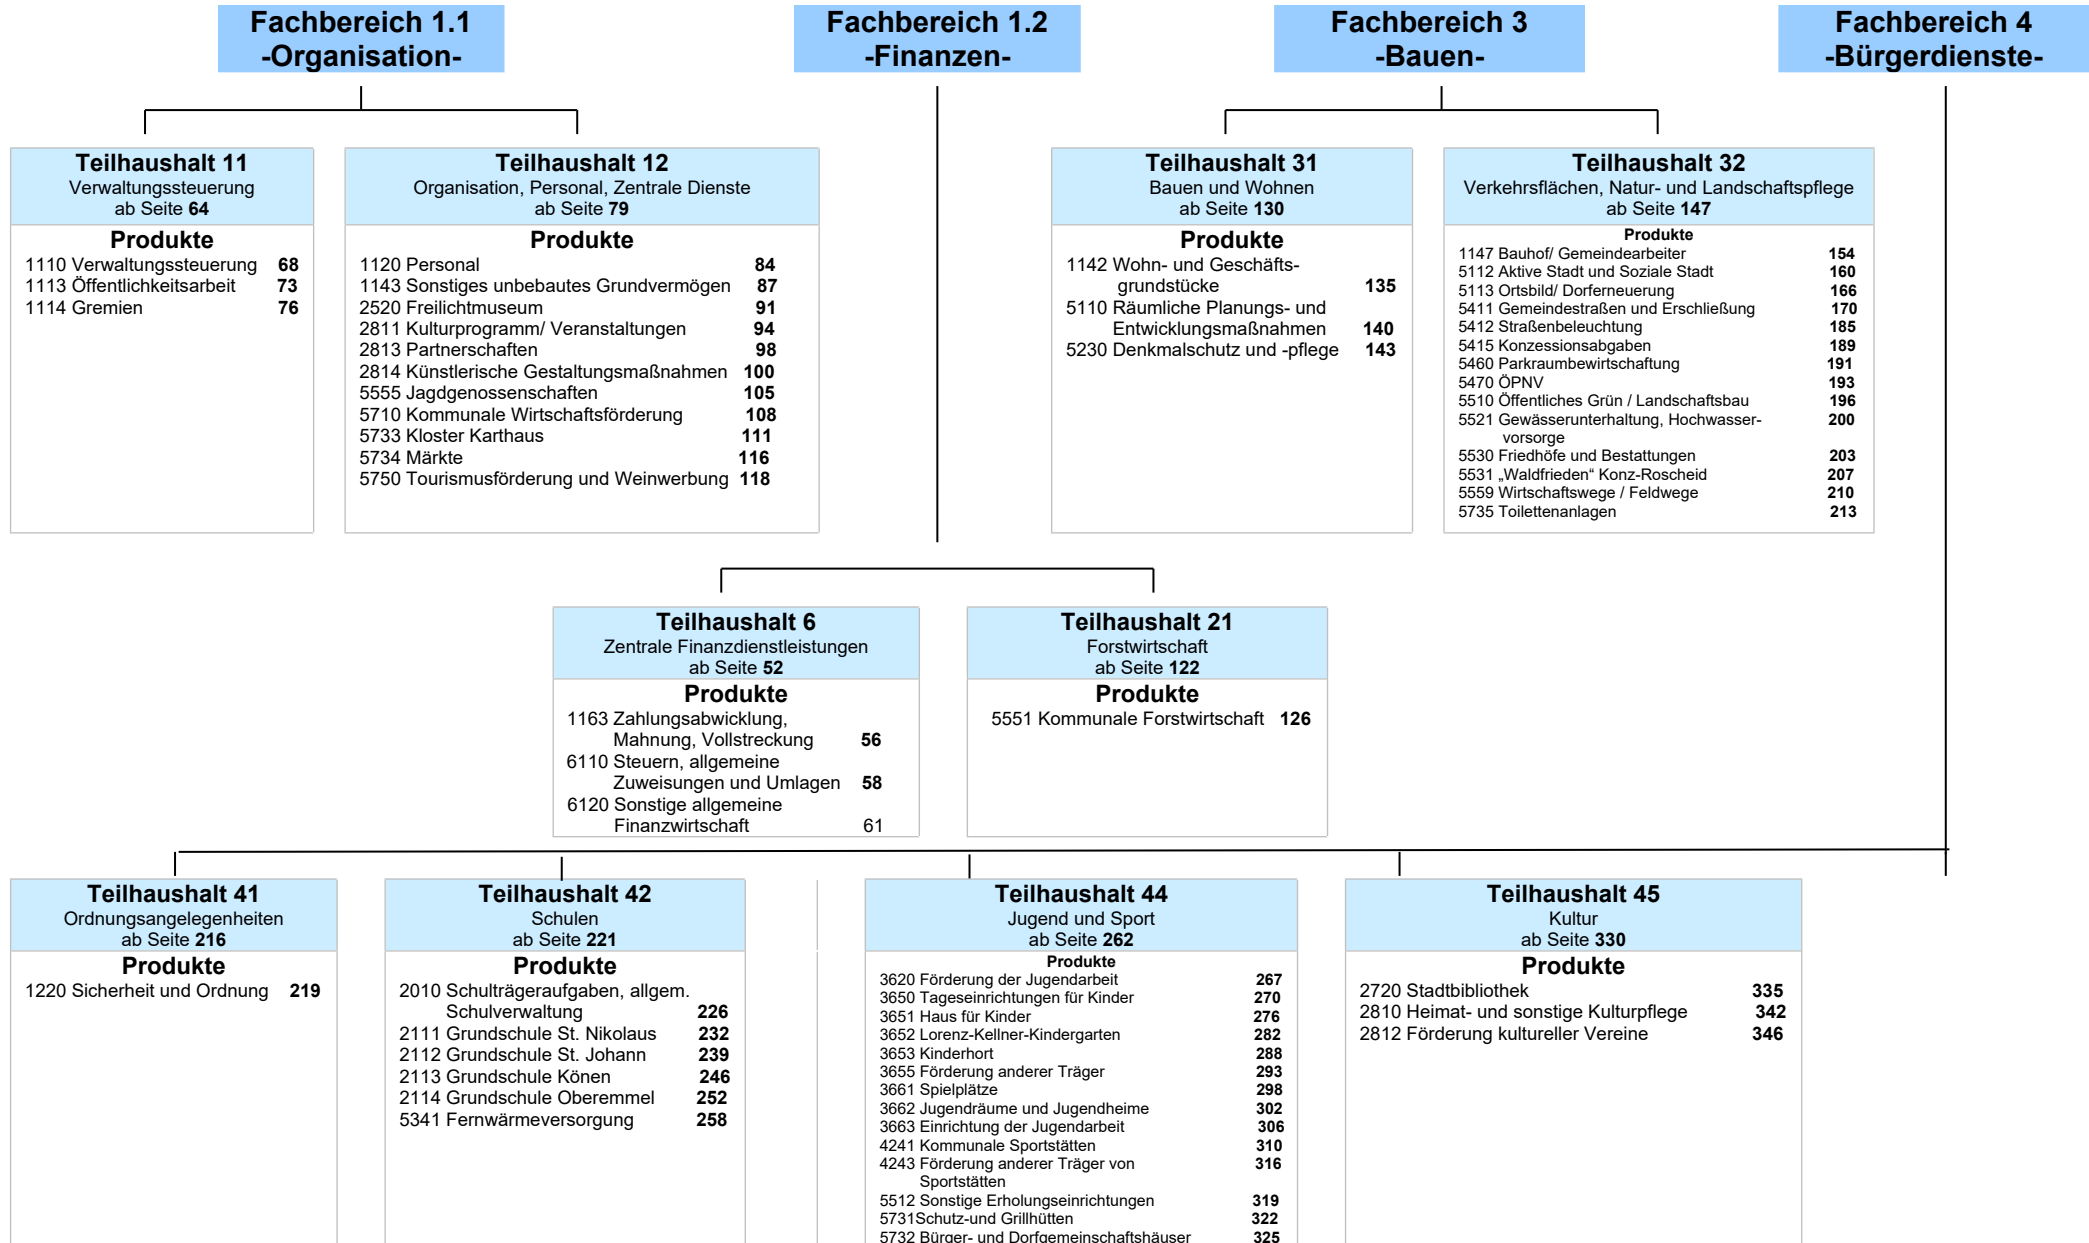 Fachbereich 1.1
-Organisation-
Fachbereich 1.2
-Finanzen-
Fachbereich 3
-Bauen-
Fachbereich 4
-Bürgerdienste-
Teilhaushalt 11
Verwaltungssteuerung
ab Seite 64
Produkte
1110 Verwaltungssteuerung 68
1113 Öffentlichkeitsarbeit 73
1114 Gremien 76
Teilhaushalt 12
Organisation, Personal, Zentrale Dienste
ab Seite 79
Produkte
1120 Personal 84
1143 Sonstiges unbebautes Grundvermögen 87
2520 Freilichtmuseum 91
2811 Kulturprogramm/ Veranstaltungen 94
2813 Partnerschaften 98
2814 Künstlerische Gestaltungsmaßnahmen 100
5555 Jagdgenossenschaften 105
5710 Kommunale Wirtschaftsförderung 108
5733 Kloster Karthaus 111
5734 Märkte 116
5750 Tourismusförderung und Weinwerbung 118
Teilhaushalt 31
Bauen und Wohnen
ab Seite 130
Produkte
1142 Wohn- und Geschäfts-
grundstücke 135
5110 Räumliche Planungs- und
Entwicklungsmaßnahmen 140
5230 Denkmalschutz und -pflege 143
Teilhaushalt 32
Verkehrsflächen, Natur- und Landschaftspflege
ab Seite 147
Produkte
1147 Bauhof/ Gemeindearbeiter 154
5112 Aktive Stadt und Soziale Stadt 160
5113 Ortsbild/ Dorferneuerung 166
5411 Gemeindestraßen und Erschließung 170
5412 Straßenbeleuchtung 185
5415 Konzessionsabgaben 189
5460 Parkraumbewirtschaftung 191
5470 ÖPNV 193
5510 Öffentliches Grün / Landschaftsbau 196
5521 Gewässerunterhaltung, Hochwasser- 200
vorsorge
5530 Friedhöfe und Bestattungen 203
5531 „Waldfrieden“ Konz-Roscheid 207
5559 Wirtschaftswege / Feldwege 210
5735 Toilettenanlagen 213
Teilhaushalt 6
Zentrale Finanzdienstleistungen
ab Seite 52
Produkte
1163 Zahlungsabwicklung,
Mahnung, Vollstreckung 56
6110 Steuern, allgemeine
Zuweisungen und Umlagen 58
6120 Sonstige allgemeine
Finanzwirtschaft 61
Teilhaushalt 21
Forstwirtschaft
ab Seite 122
Produkte
5551 Kommunale Forstwirtschaft 126
Teilhaushalt 41
Ordnungsangelegenheiten
ab Seite 216
Produkte
1220 Sicherheit und Ordnung 219
Teilhaushalt 42
Schulen
ab Seite 221
Produkte
2010 Schulträgeraufgaben, allgem.
Schulverwaltung 226
2111 Grundschule St. Nikolaus 232
2112 Grundschule St. Johann 239
2113 Grundschule Könen 246
2114 Grundschule Oberemmel 252
5341 Fernwärmeversorgung 258
Teilhaushalt 44
Jugend und Sport
ab Seite 262
Produkte
3620 Förderung der Jugendarbeit 267
3650 Tageseinrichtungen für Kinder 270
3651 Haus für Kinder 276
3652 Lorenz-Kellner-Kindergarten 282
3653 Kinderhort 288
3655 Förderung anderer Träger 293
3661 Spielplätze 298
3662 Jugendräume und Jugendheime 302
3663 Einrichtung der Jugendarbeit 306
4241 Kommunale Sportstätten 310
4243 Förderung anderer Träger von 316
Sportstätten
5512 Sonstige Erholungseinrichtungen 319
5731Schutz-und Grillhütten 322
5732 Bürger- und Dorfgemeinschaftshäuser 325
Teilhaushalt 45
Kultur
ab Seite 330
Produkte
2720 Stadtbibliothek 335
2810 Heimat- und sonstige Kulturpflege 342
2812 Förderung kultureller Vereine 346